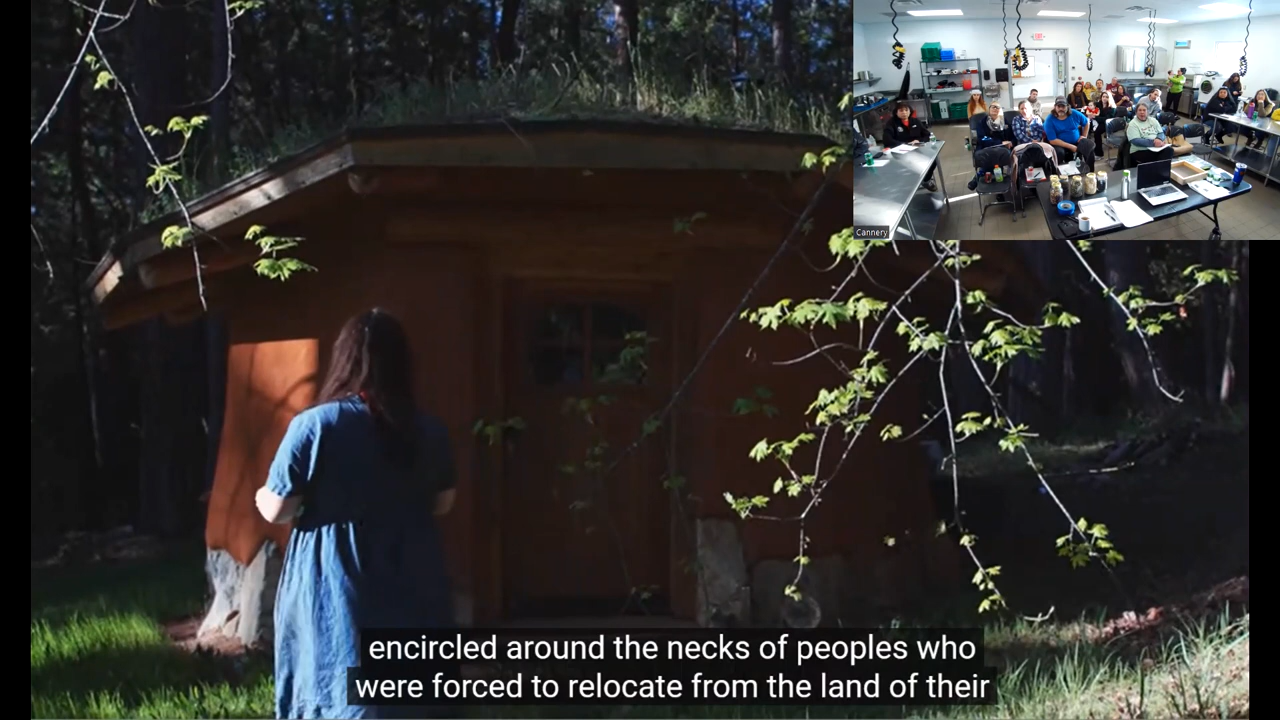 Cannery
encircled around the necks of peoples who
were forced to relocate from the land of their